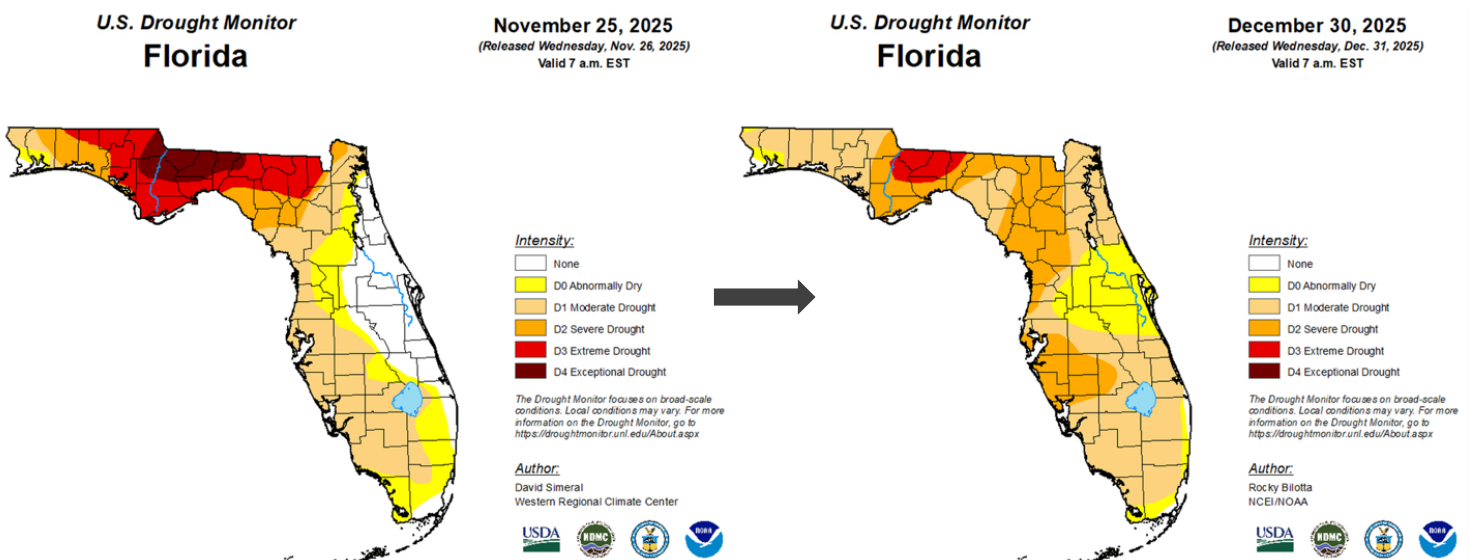 U.S. Drought Monitor
Florida
November 25, 2025
(Released Wednesday, Nov. 26, 2025)
Valid 7 a.m. EST
Intensity:
None
D0 Abnormally Dry
D1 Moderate Drought
D2 Severe Drought
D3 Extreme Drought
D4 Exceptional Drought
The Drought Monitor focuses on broad-scale
conditions. Local conditions may vary. For more
information on the Drought Monitor, go to
https://droughtmonitor.unl.edu/About.aspx
Author:
David Simeral
Western Regional Climate Center
USDA
NDMC
NOAA
U.S. Drought Monitor
Florida
December 30, 2025
(Released Wednesday, Dec. 31, 2025)
Valid 7 a.m. EST
Intensity:
None
D0 Abnormally Dry
D1 Moderate Drought
D2 Severe Drought
D3 Extreme Drought
D4 Exceptional Drought
The Drought Monitor focuses on broad-scale
conditions. Local conditions may vary. For more
information on the Drought Monitor, go to
https://droughtmonitor.unl.edu/About.aspx
Author:
Rocky Bilotta
NCEI/NOAA
USDA
NDMC
NOAA